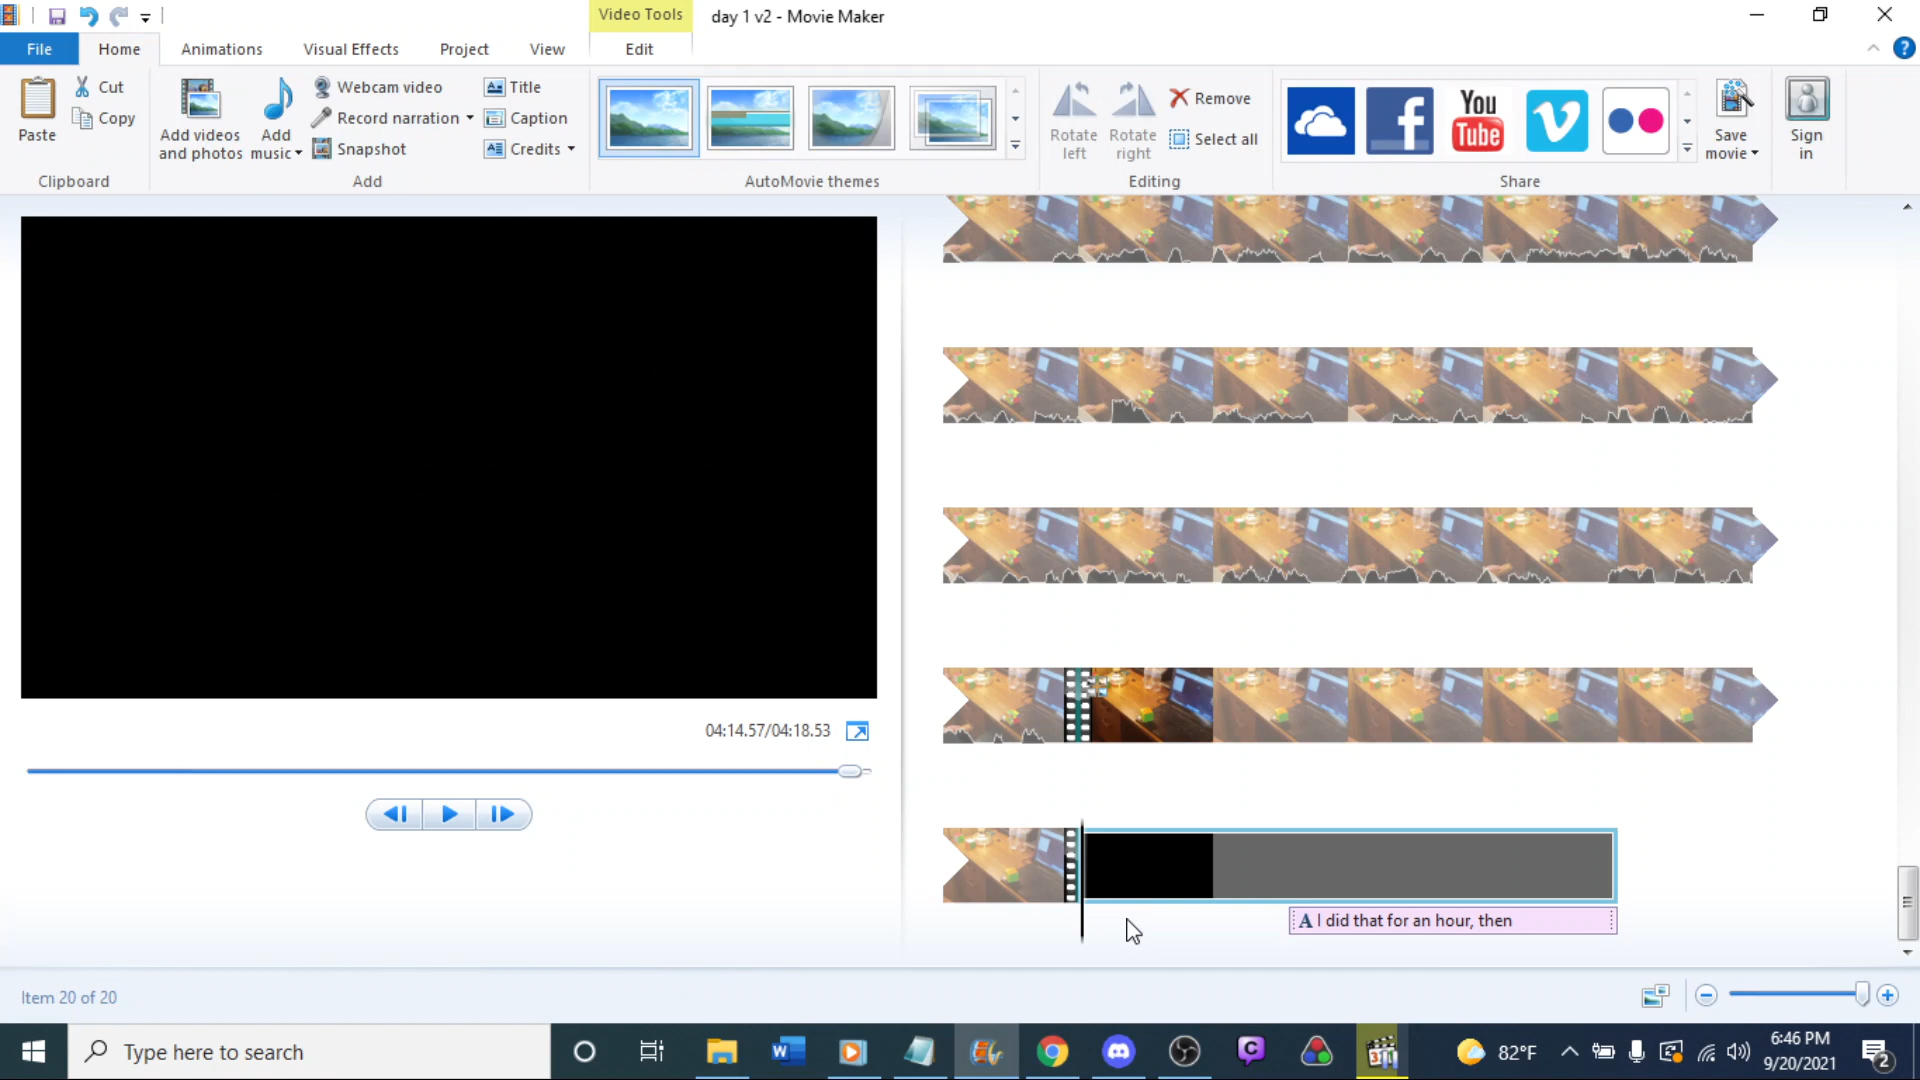 Video Tools
day 1 v2 - Movie Maker
File
Home
Animations
Visual Effects
Project
View
Edit
Paste
Cut
Copy
Clipboard
Add videos
and photos
Add
music
Webcam video
Record narration
Snapshot
Title
Caption
Credits
Add
AutoMovie themes
Rotate
left
Rotate
right
Remove
Select all
Editing
f
You
Tube
Share
Save
movie
Sign
in
04:14.57/04:18.53
A I did that for an hour, then
Item 20 of 20
Type here to search
82°F
6:46 PM
9/20/2021
2